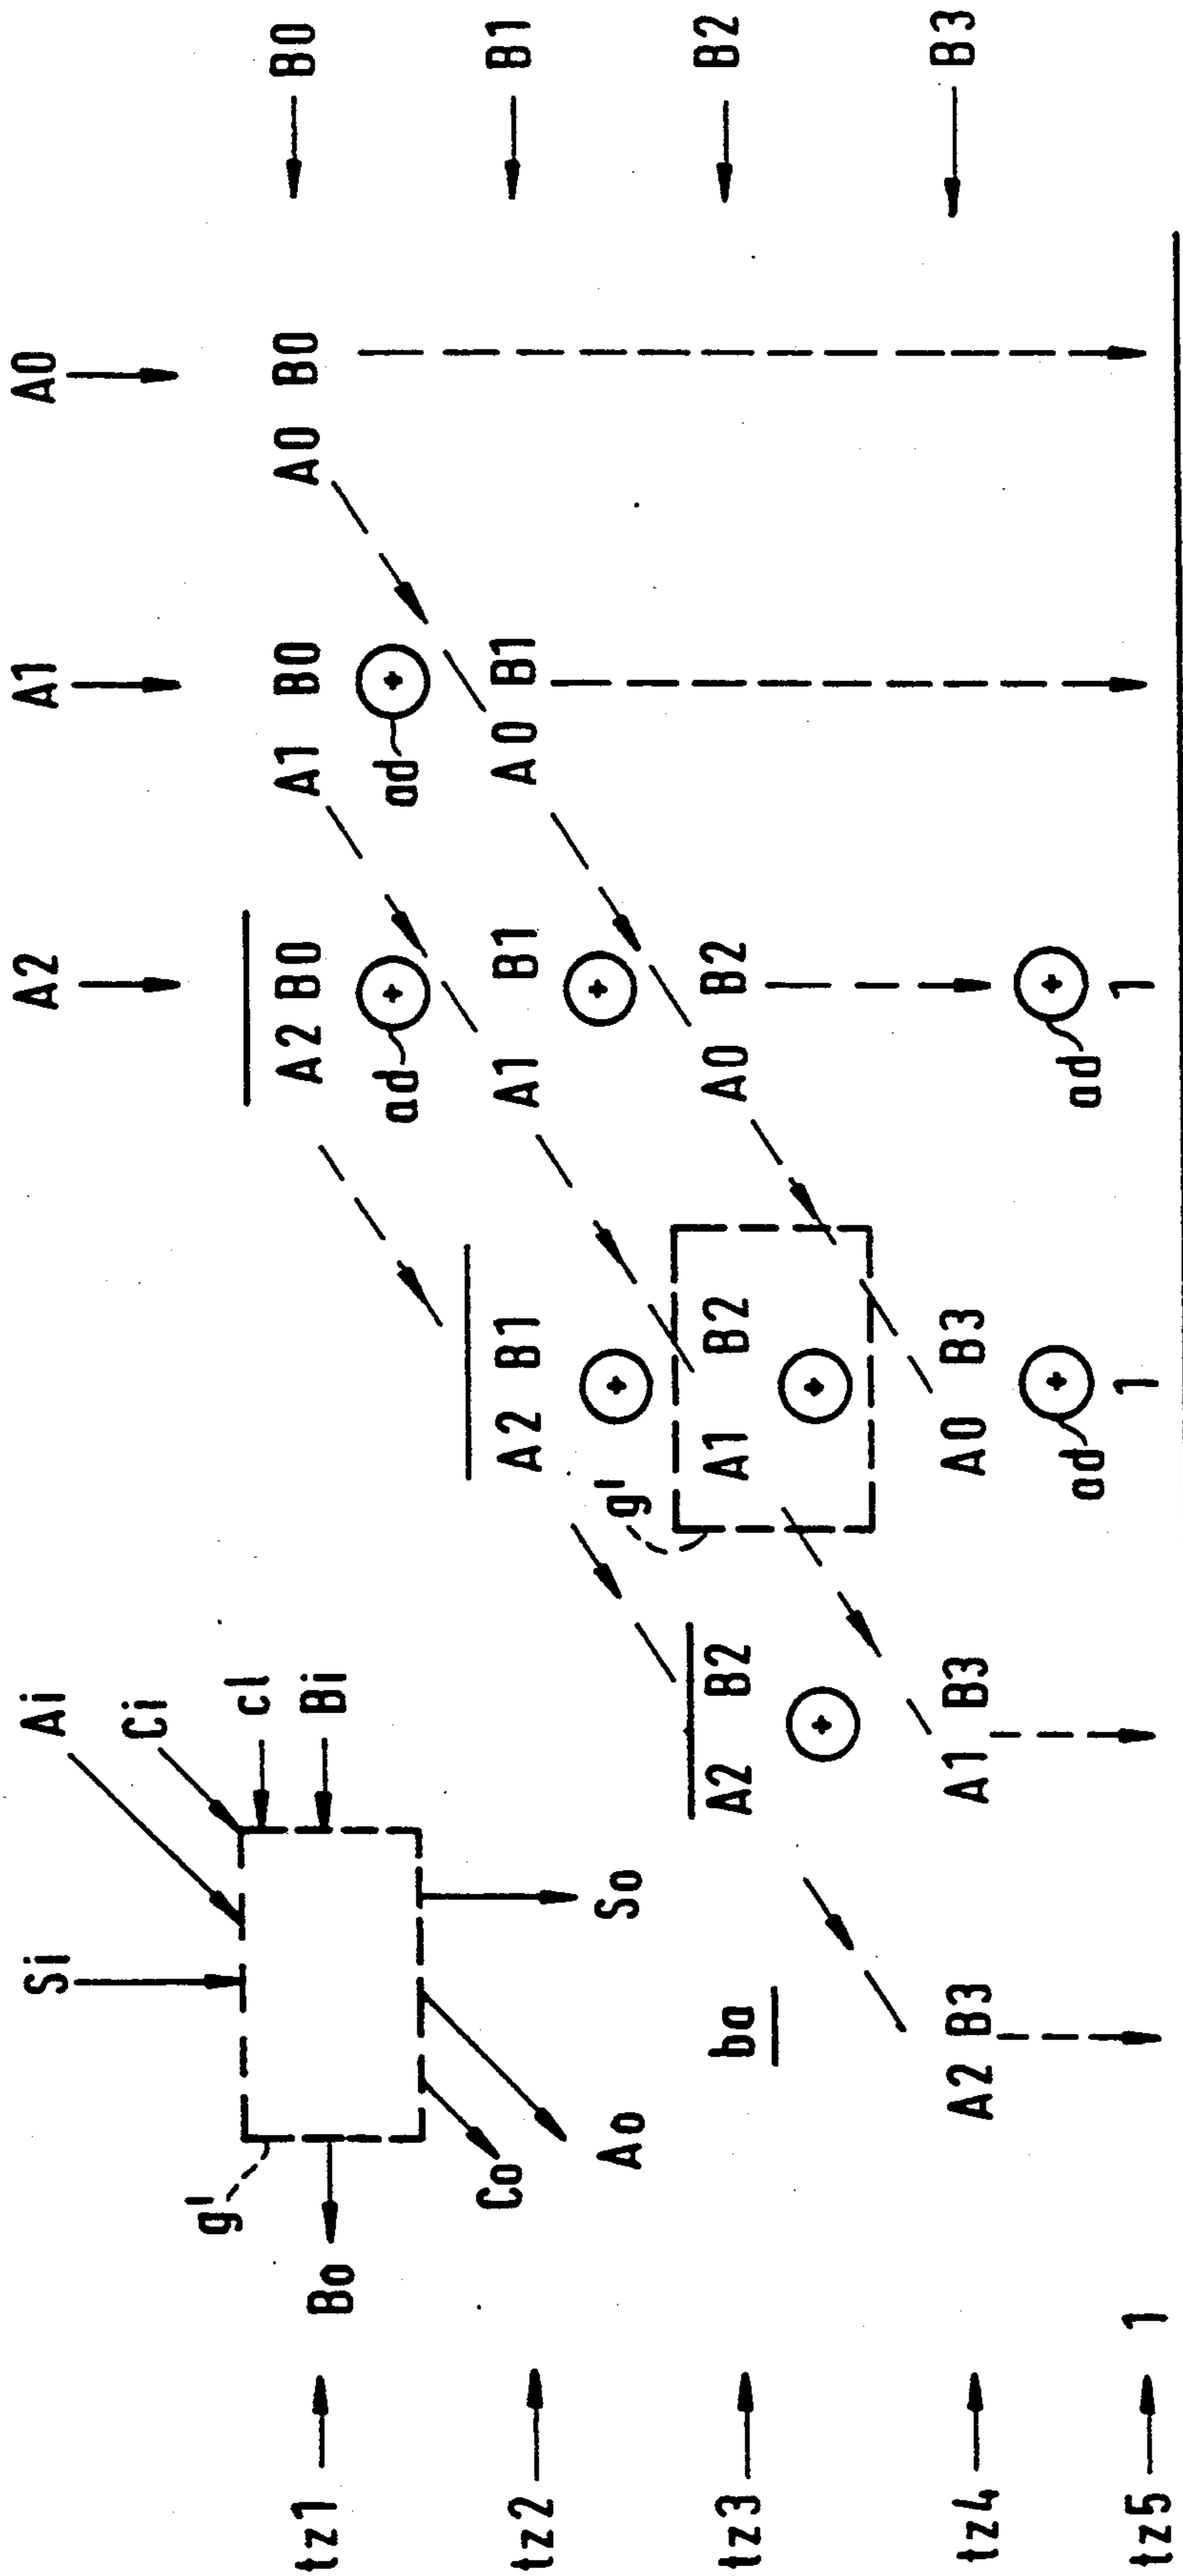 Si Ai A2 A1 A0
Ci
g' cl
tz1 Bo Bi A2 B0 A1 B0 A0 B0 B0
ad + ad +
tz2 Co A2 B1 A1 B1 A0 B1 B1
Ao So g' + +
tz3 ba A2 B2 A1 B2 A0 B2 B2
+ +
tz4 A2 B3 A1 B3 A0 B3 B3
ad + ad +
tz5 1 1 1